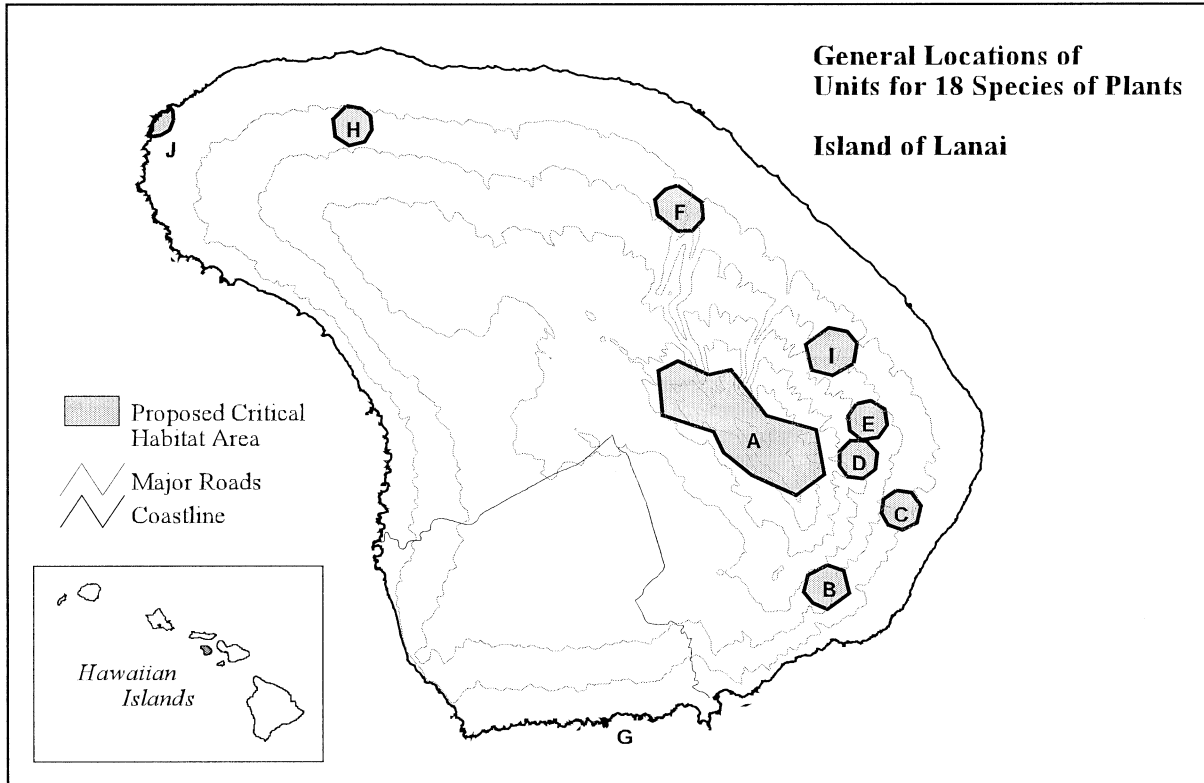 General Locations of
Units for 18 Species of Plants
Island of Lanai
J
H
F
I
E
A
D
C
B
G
Proposed Critical
Habitat Area
Major Roads
Coastline
Hawaiian
Islands